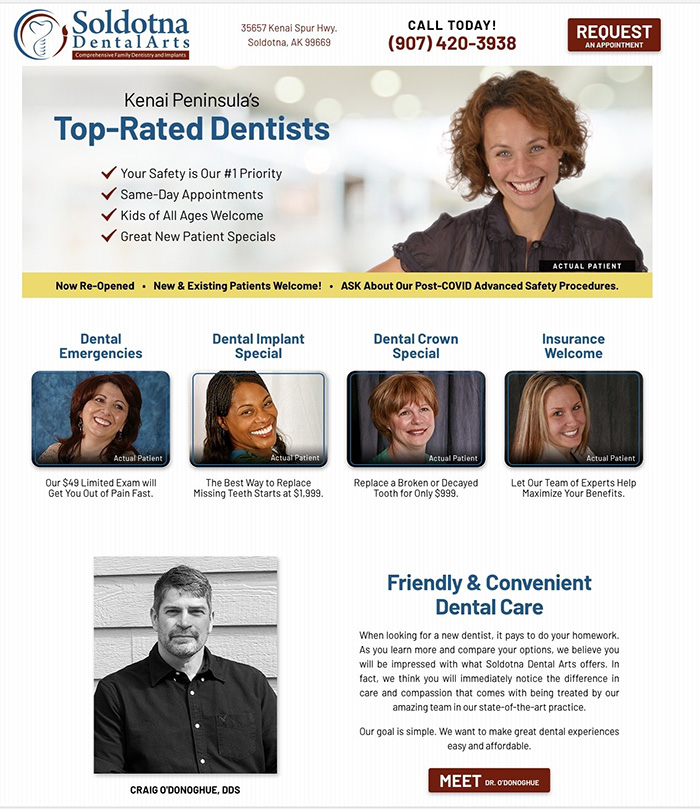 Soldotna
Dental Arts
Comprehensive Family Dentistry and Implants
35657 Kenai Spur Hwy.
Soldotna, AK 99669
CALL TODAY!
(907) 420-3938
REQUEST
AN APPOINTMENT
Kenai Peninsula's
Top-Rated Dentists
Your Safety is Our #1 Priority
Same-Day Appointments
Kids of All Ages Welcome
Great New Patient Specials
ACTUAL PATIENT
Now Re-Opened • New & Existing Patients Welcome! • ASK About Our Post-COVID Advanced Safety Procedures.
Dental
Emergencies
Actual Patient
Our $49 Limited Exam will
Get You Out of Pain Fast.
Dental Implant
Special
Actual Patient
The Best Way to Replace
Missing Teeth Starts at $1,999.
Dental Crown
Special
Actual Patient
Replace a Broken or Decayed
Tooth for Only $999.
Insurance
Welcome
Actual Patient
Let Our Team of Experts Help
Maximize Your Benefits.
CRAIG O'DONOGHUE, DDS
Friendly & Convenient
Dental Care
When looking for a new dentist, it pays to do your homework.
As you learn more and compare your options, we believe you
will be impressed with what Soldotna Dental Arts offers. In
fact, we think you will immediately notice the difference in
care and compassion that comes with being treated by our
amazing team in our state-of-the-art practice.
Our goal is simple. We want to make great dental experiences
easy and affordable.
MEET DR. O'DONOGHUE